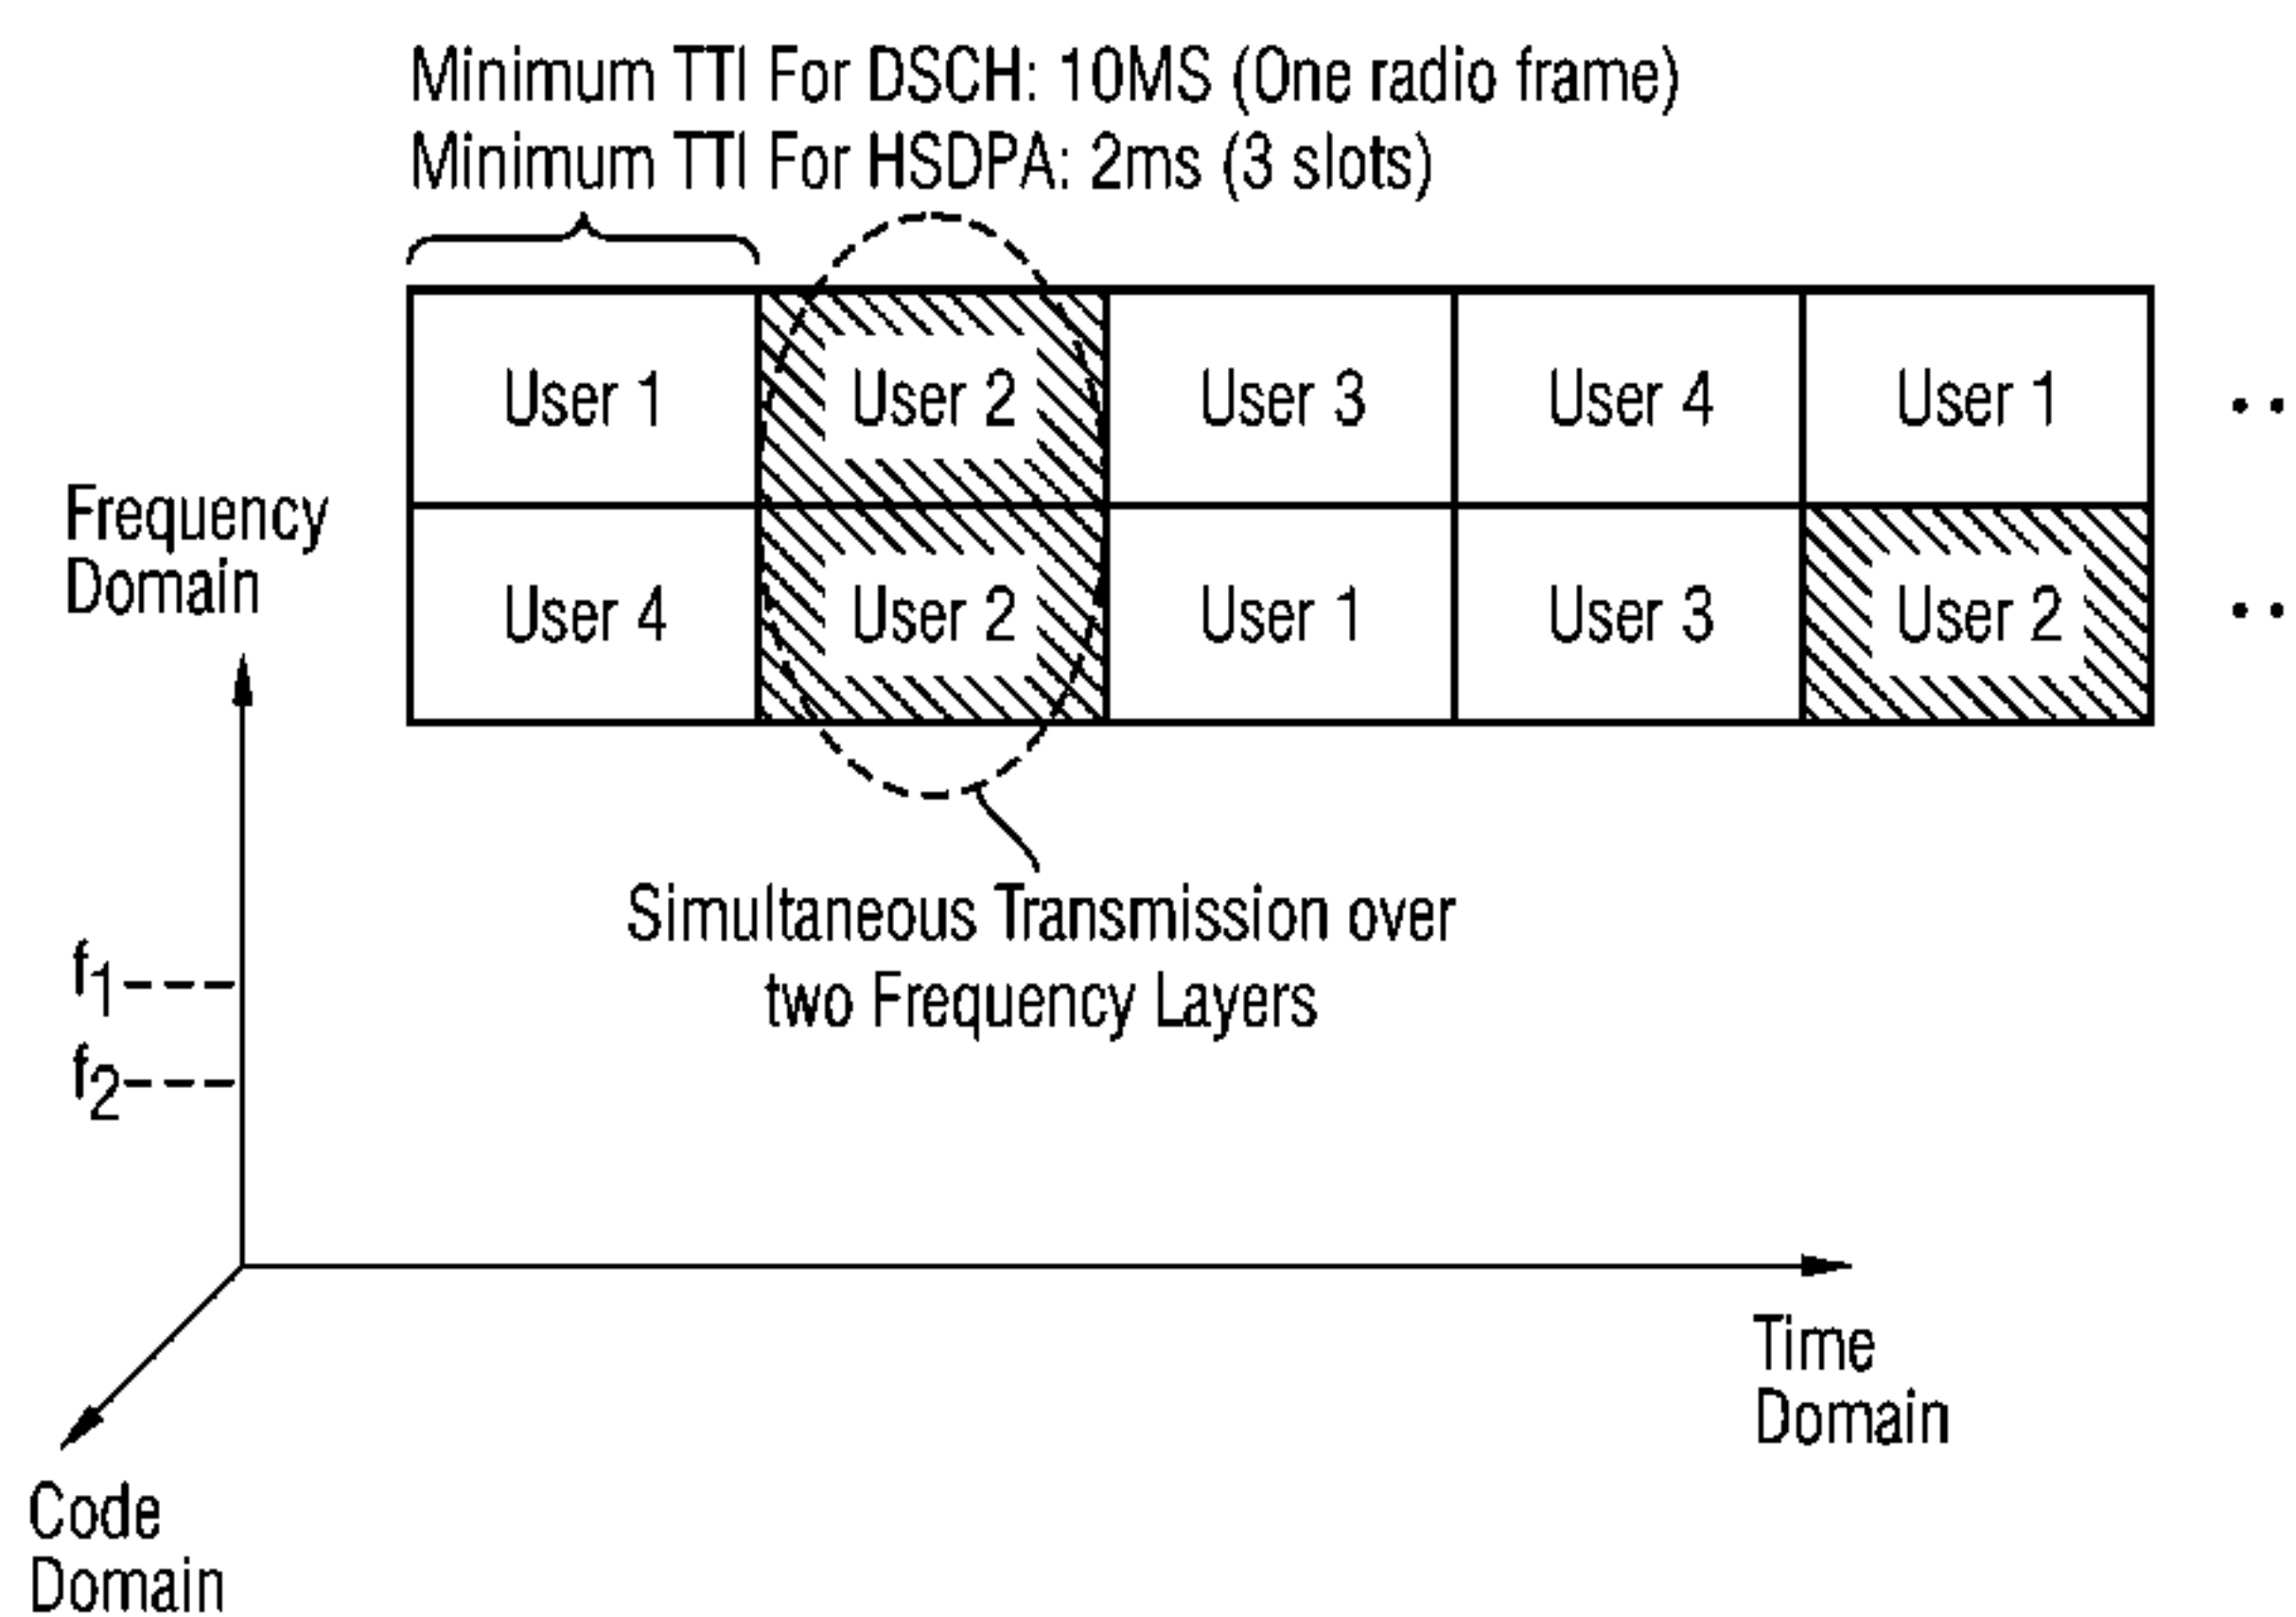 Minimum TTI For DSCH: 10MS (One radio frame)
Minimum TTI For HSDPA: 2ms (3 slots)
User 1 User 2 User 3 User 4 User 1 ..
Frequency
Domain
User 4 User 2 User 1 User 3 User 2 ..
Simultaneous Transmission over
two Frequency Layers
f1
f2
Time
Domain
Code
Domain